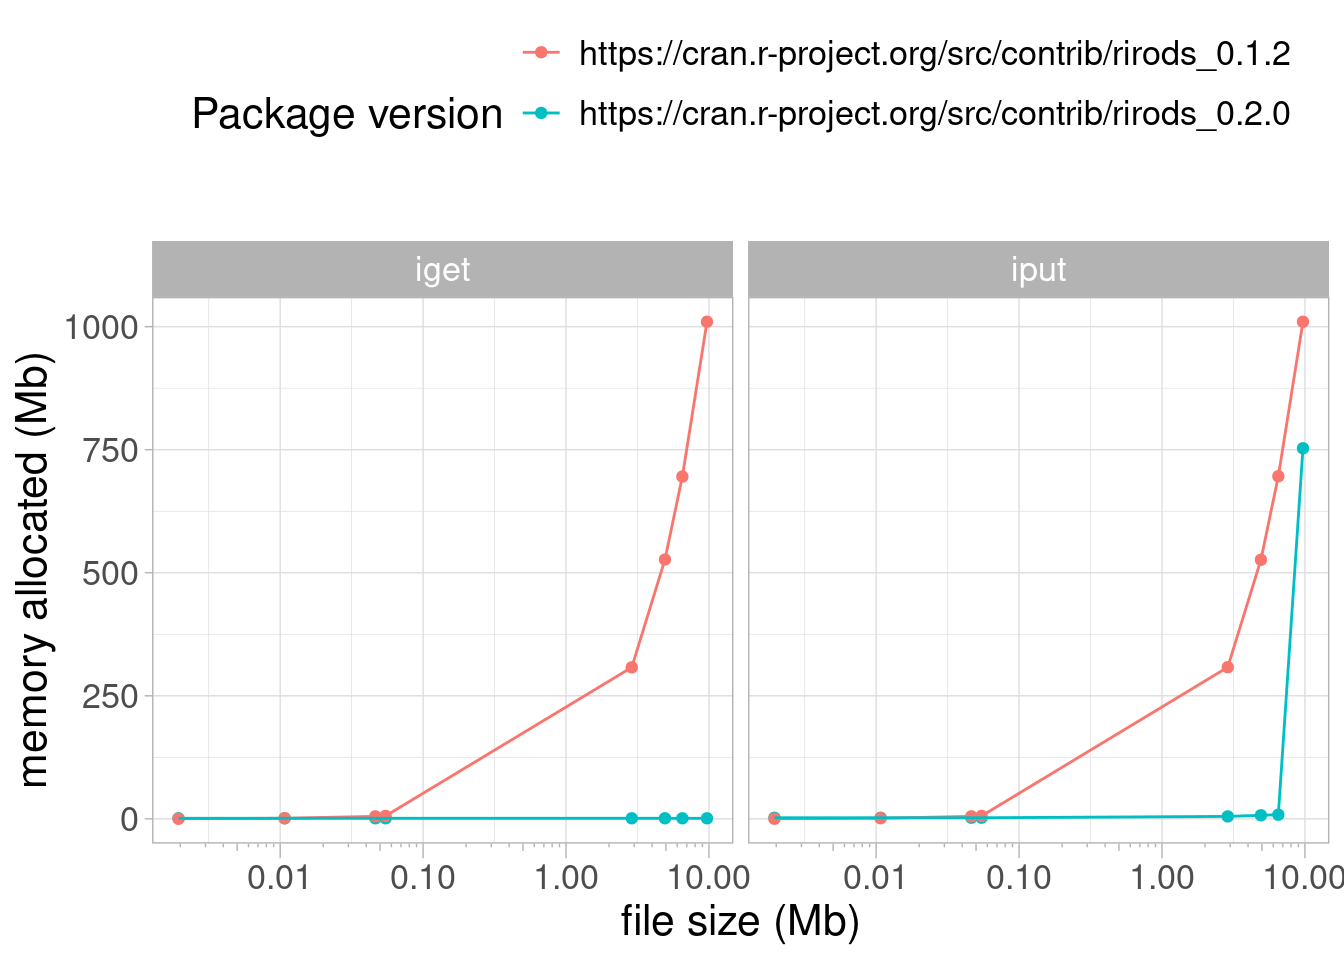 https://cran.r-project.org/src/contrib/rirods_0.1.2
Package version
https://cran.r-project.org/src/contrib/rirods_0.2.0
iget
iput
1000
750
500
250
0
memory allocated (Mb)
0.01 0.10 1.00 10.00
0.01 0.10 1.00 10.00
file size (Mb)